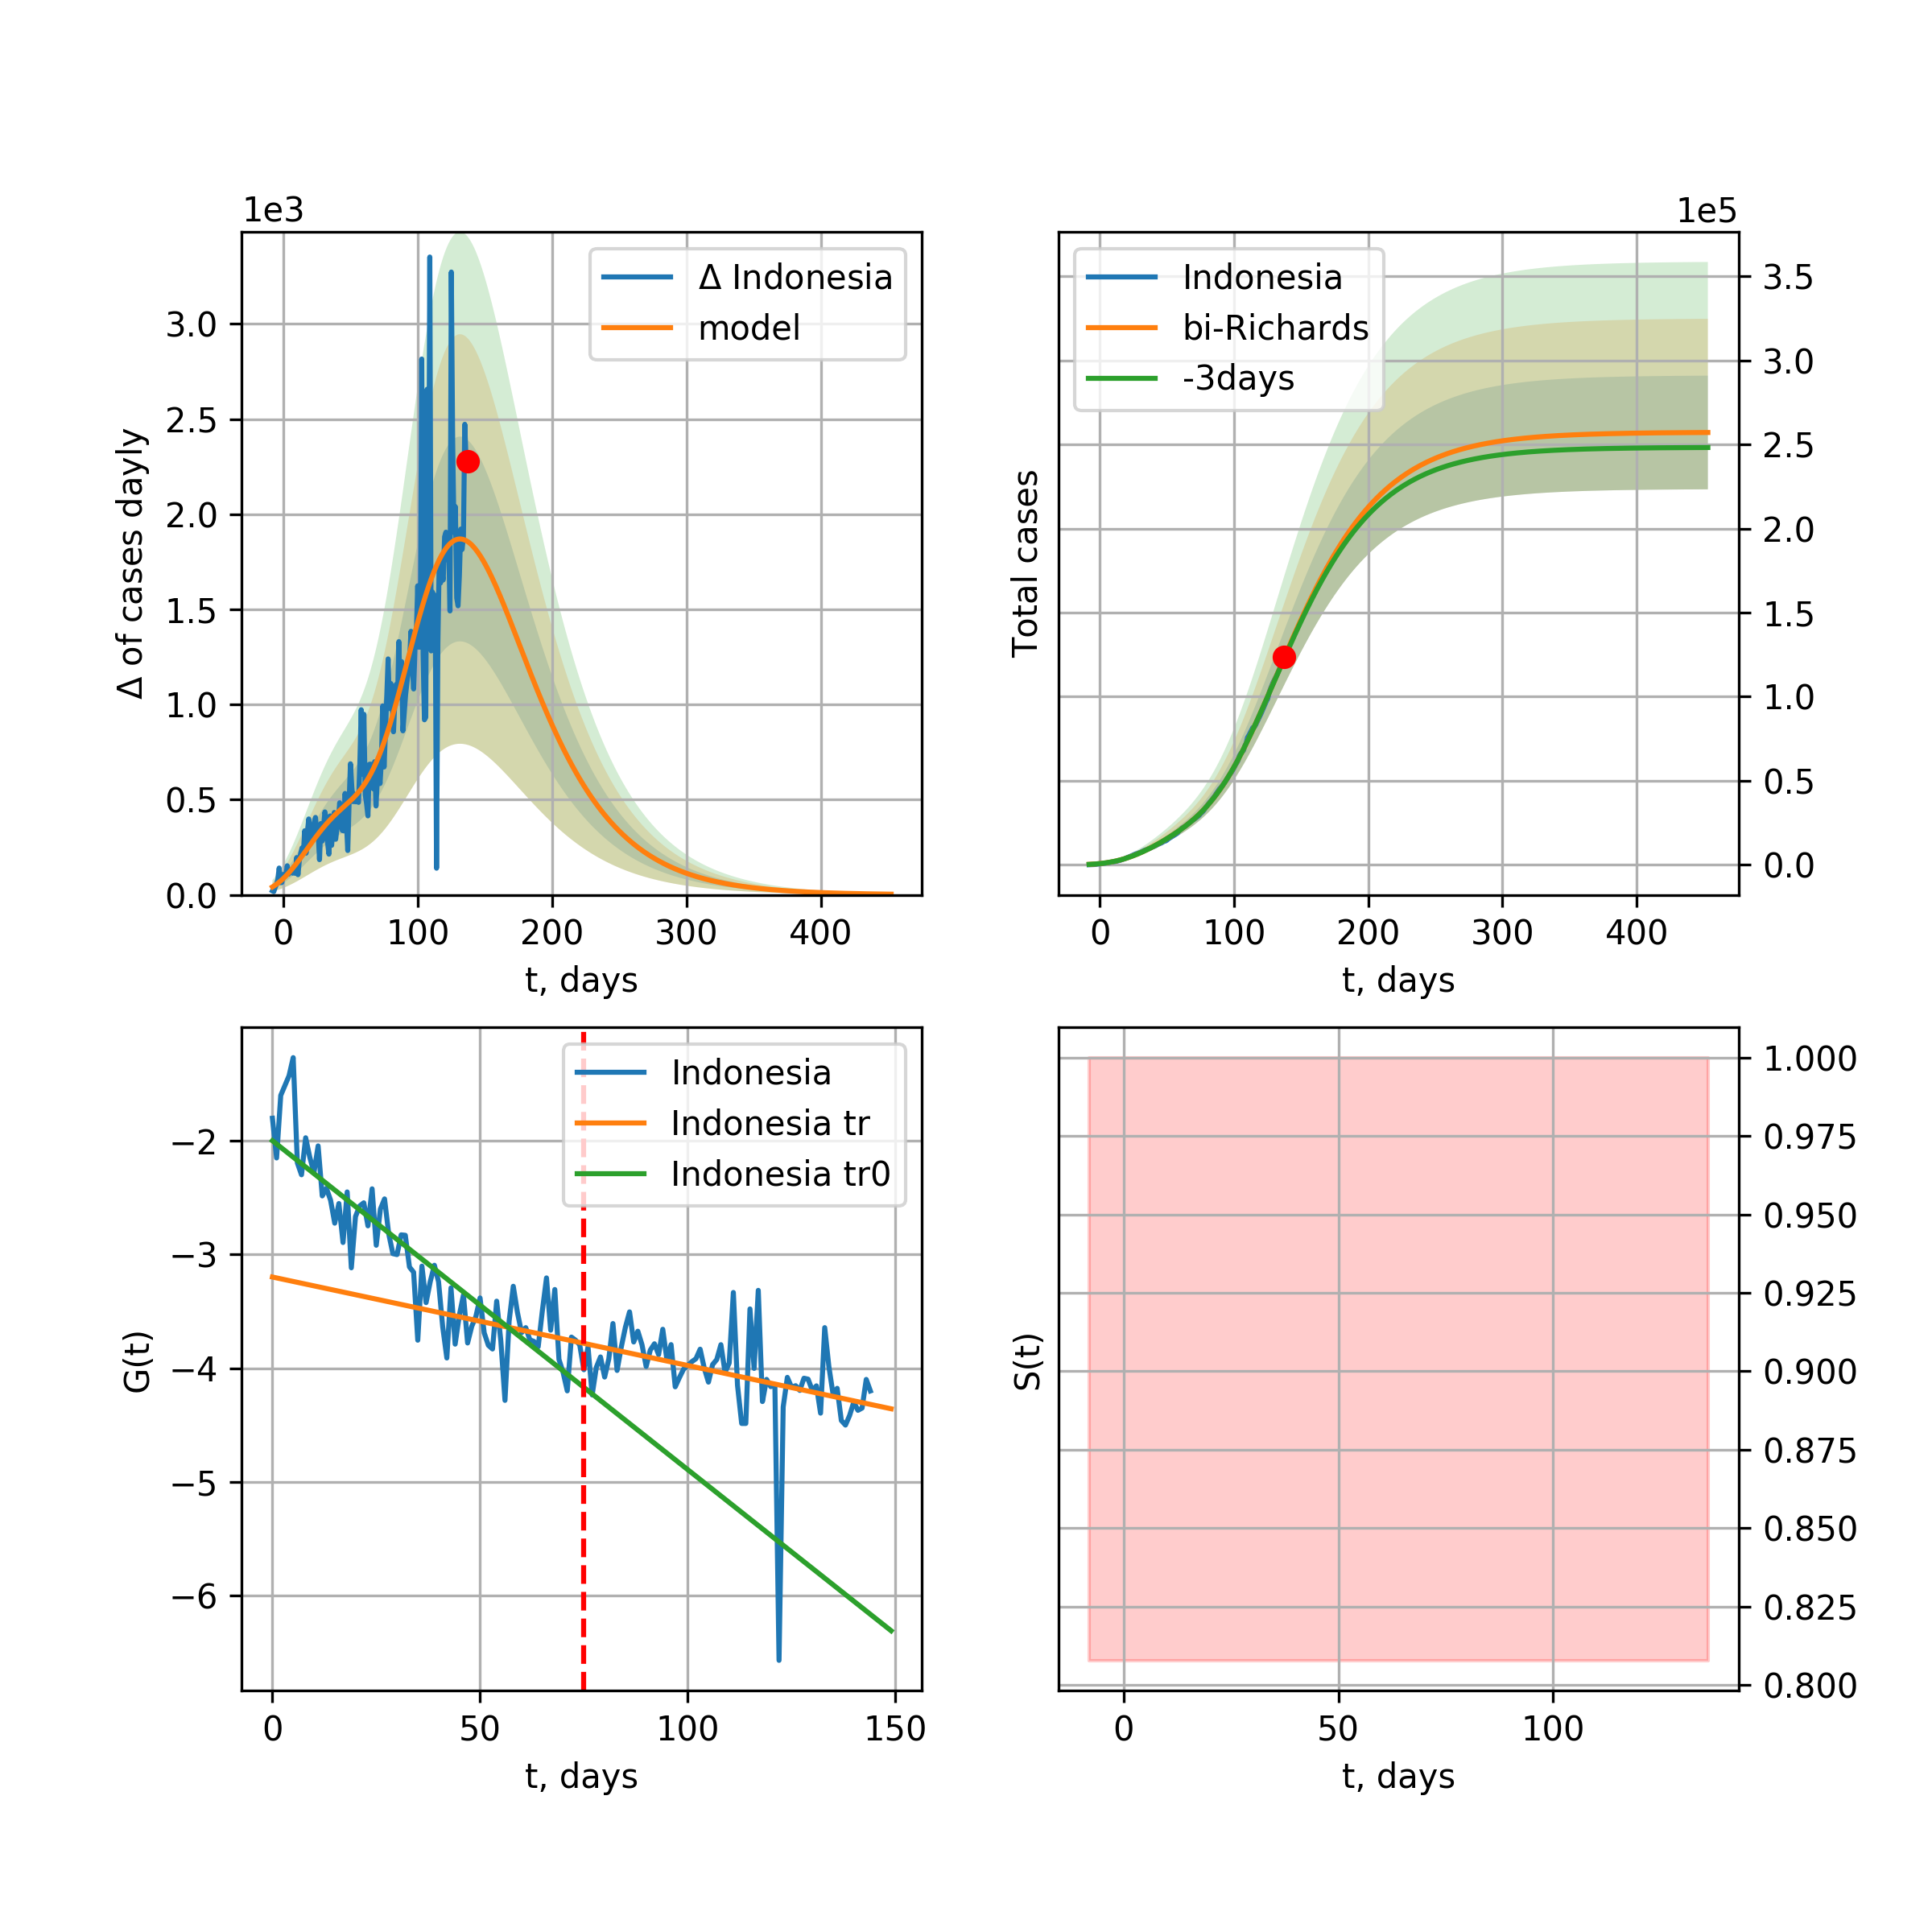 1e3
3.0
2.5
2.0
1.5
1.0
0.5
0.0
Δ of cases dayly
Δ Indonesia
model
0 100 200 300 400
t, days
1e5
Indonesia
bi-Richards
-3days
Total cases
3.5
3.0
2.5
2.0
1.5
1.0
0.5
0.0
0 100 200 300 400
t, days
G(t)
−2
−3
−4
−5
−6
Indonesia
Indonesia tr
Indonesia tr0
0 50 100 150
t, days
S(t)
1.000
0.975
0.950
0.925
0.900
0.875
0.850
0.825
0.800
0 50 100
t, days